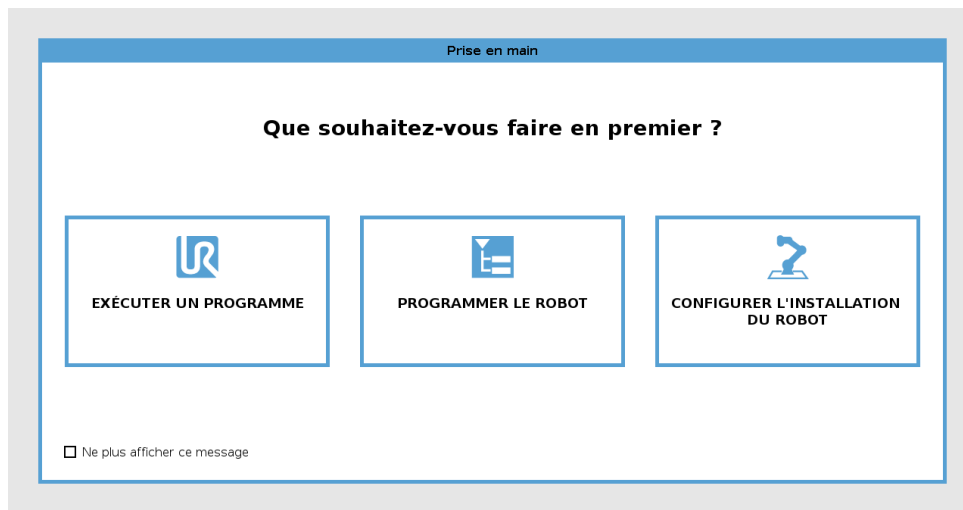 Prise en main
Que souhaitez-vous faire en premier ?
UR
EXÉCUTER UN PROGRAMME
PROGRAMMER LE ROBOT
CONFIGURER L'INSTALLATION
DU ROBOT
Ne plus afficher ce message